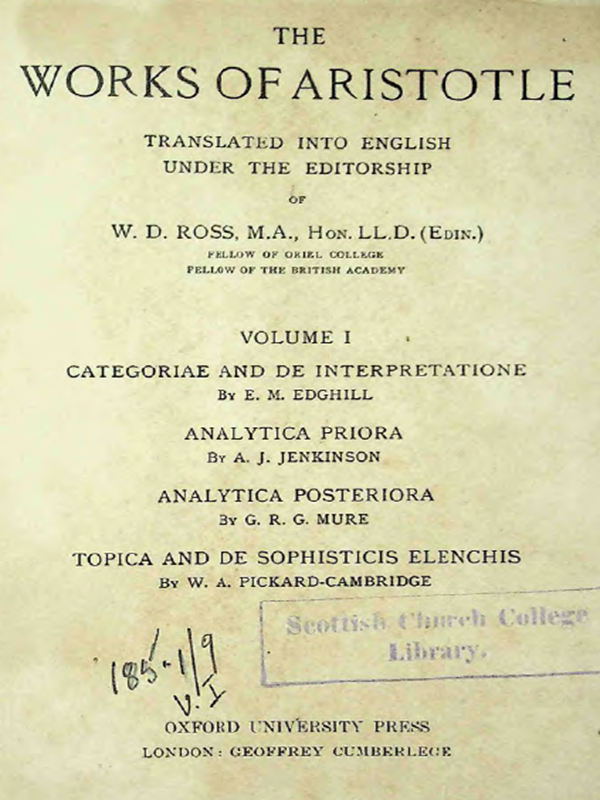 THE
WORKS OF ARISTOTLE
TRANSLATED INTO ENGLISH
UNDER THE EDITORSHIP
OF
W. D. ROSS, M.A., HON. LL.D. (EDIN.)
FELLOW OF ORIEL COLLEGE
FELLOW OF THE BRITISH ACADEMY
VOLUME I
CATEGORIAE AND DE INTERPRETATIONE
BY E. M. EDGHILL
ANALYTICA PRIORA
BY A. J. JENKINSON
ANALYTICA POSTERIORA
BY G. R. G. MURE
TOPICA AND DE SOPHISTICIS ELENCHIS
BY W. A. PICKARD-CAMBRIDGE
Scottish Church College
Library.
185-1/9
V. I
OXFORD UNIVERSITY PRESS
LONDON: GEOFFREY CUMBERLEGE